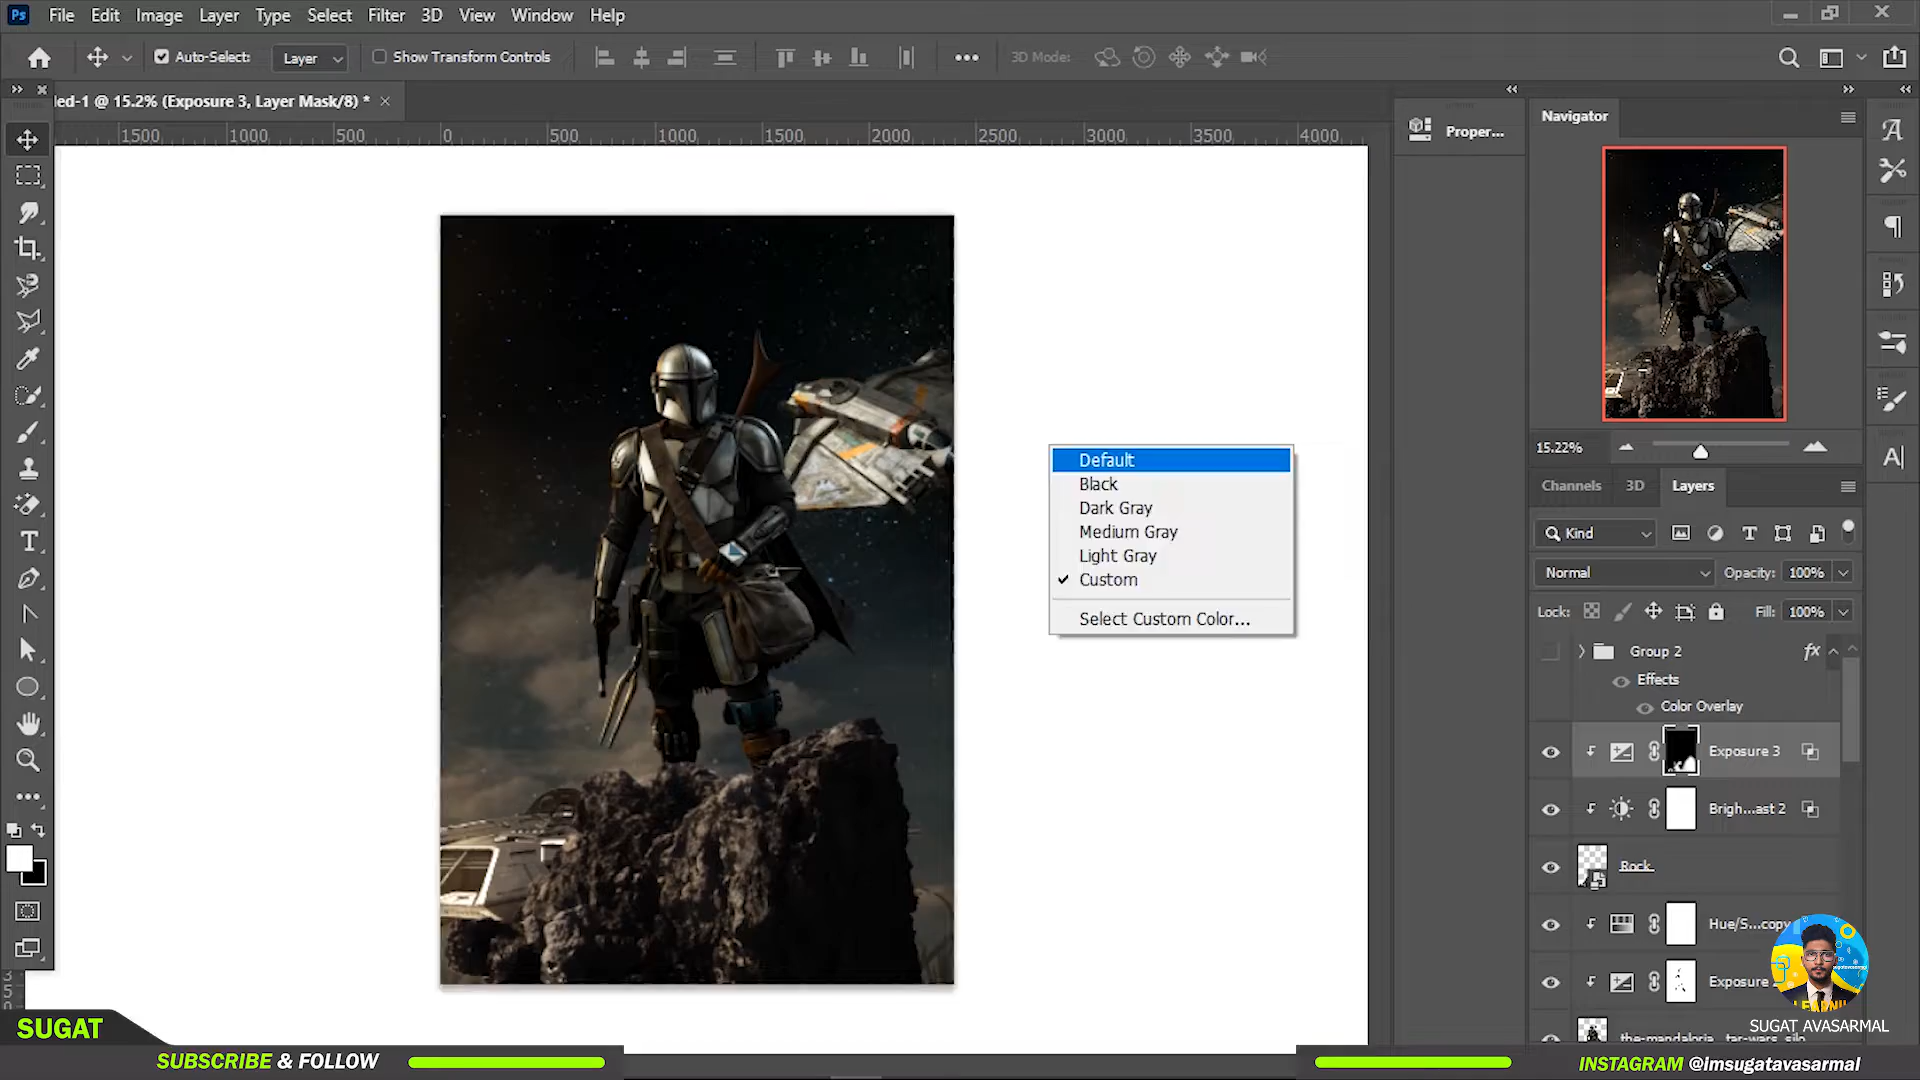 Ps File Edit Image Layer Type Select Filter 3D View Window Help
Auto-Select: Layer Show Transform Controls 3D Mode:
led-1 @ 15.2% (Exposure 3, Layer Mask/8) *
1500 1000 500 0 500 1000 1500 2000 2500 3000 3500 4000
Proper...
Navigator
Default
Black
Dark Gray
Medium Gray
Light Gray
Custom
Select Custom Color...
15.22%
Channels 3D Layers
Kind
Normal Opacity: 100%
Lock: Fill: 100%
Group 2 fx
Effects
Color Overlay
Exposure 3
Brigh...ast 2
Rock
Hue/S...copy
Exposure
SUGAT AVASARMAL
SUGAT
SUBSCRIBE & FOLLOW
INSTAGRAM @Imsugatavasarmal